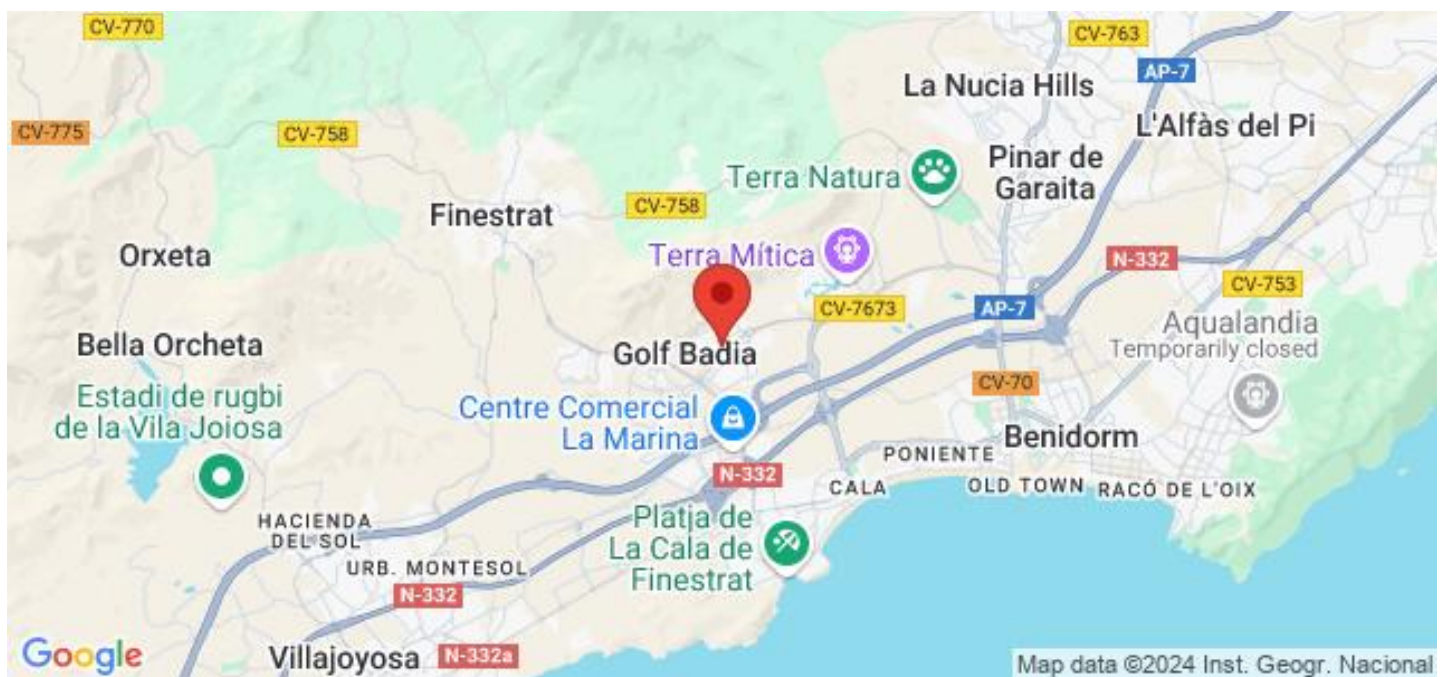 CV-770
CV-763
AP-7
La Nucia Hills
CV-775
CV-758
L'Alfàs del Pi
Pinar de
Garaita
Terra Natura
Finestrat
CV-758
Orxeta
Terra Mítica
N-332
CV-753
CV-7673
AP-7
Bella Orcheta
Golf Badia
Aqualandia
Temporarily closed
Estadi de rugbi
de la Vila Joiosa
Centre Comercial
La Marina
CV-70
Benidorm
PONIENTE
N-332
CALA
OLD TOWN
RACÓ DE L'OIX
HACIENDA
DEL SOL
Platja de
La Cala de
Finestrat
URB. MONTESOL
N-332
Google
Villajoyosa
N-332a
Map data ©2024 Inst. Geogr. Nacional